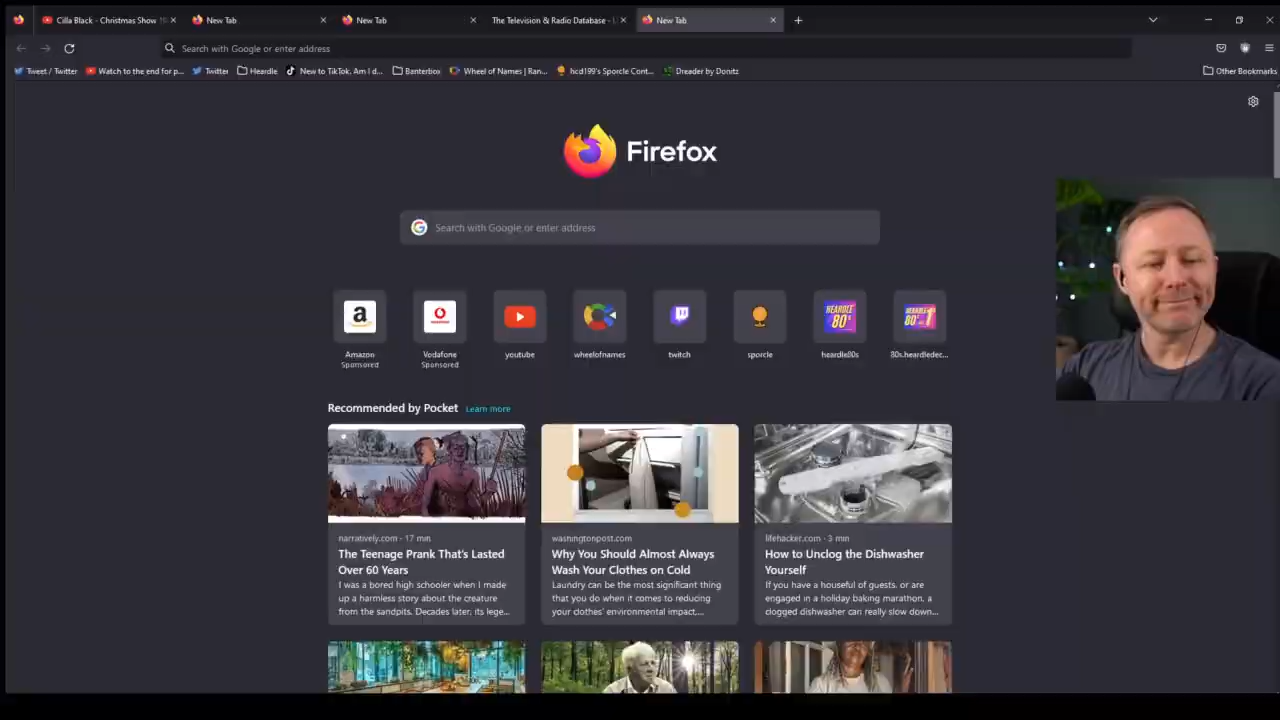 Cilla Black - Christmas Show
New Tab
New Tab
The Television & Radio Database -
New Tab
Search with Google or enter address
Tweet / Twitter
Watch to the end for p...
Twitter
Heardle
New to TikTok, Am I d...
Banterbox
Wheel of Names | Ran...
hcd199's Sporcle Cont...
Dreader by Donitz
Other Bookmarks
Firefox
Search with Google or enter address
HEARDLE
80's
HEARDLE
Amazon
Sponsored
Vodafone
Sponsored
youtube
wheelofnames
twitch
sporcle
heardle80s
80s.heardledec...
Recommended by Pocket Learn more
narratively.com · 17 min
The Teenage Prank That's Lasted
Over 60 Years
I was a bored high schooler when I made
up a harmless story about the creature
from the sandpits. Decades later, its lege...
washingtonpost.com
Why You Should Almost Always
Wash Your Clothes on Cold
Laundry can be the most significant thing
that you do when it comes to reducing
your clothes' environmental impact,...
lifehacker.com · 3 min
How to Unclog the Dishwasher
Yourself
If you have a houseful of guests, or are
engaged in a holiday baking marathon, a
clogged dishwasher can really slow down...